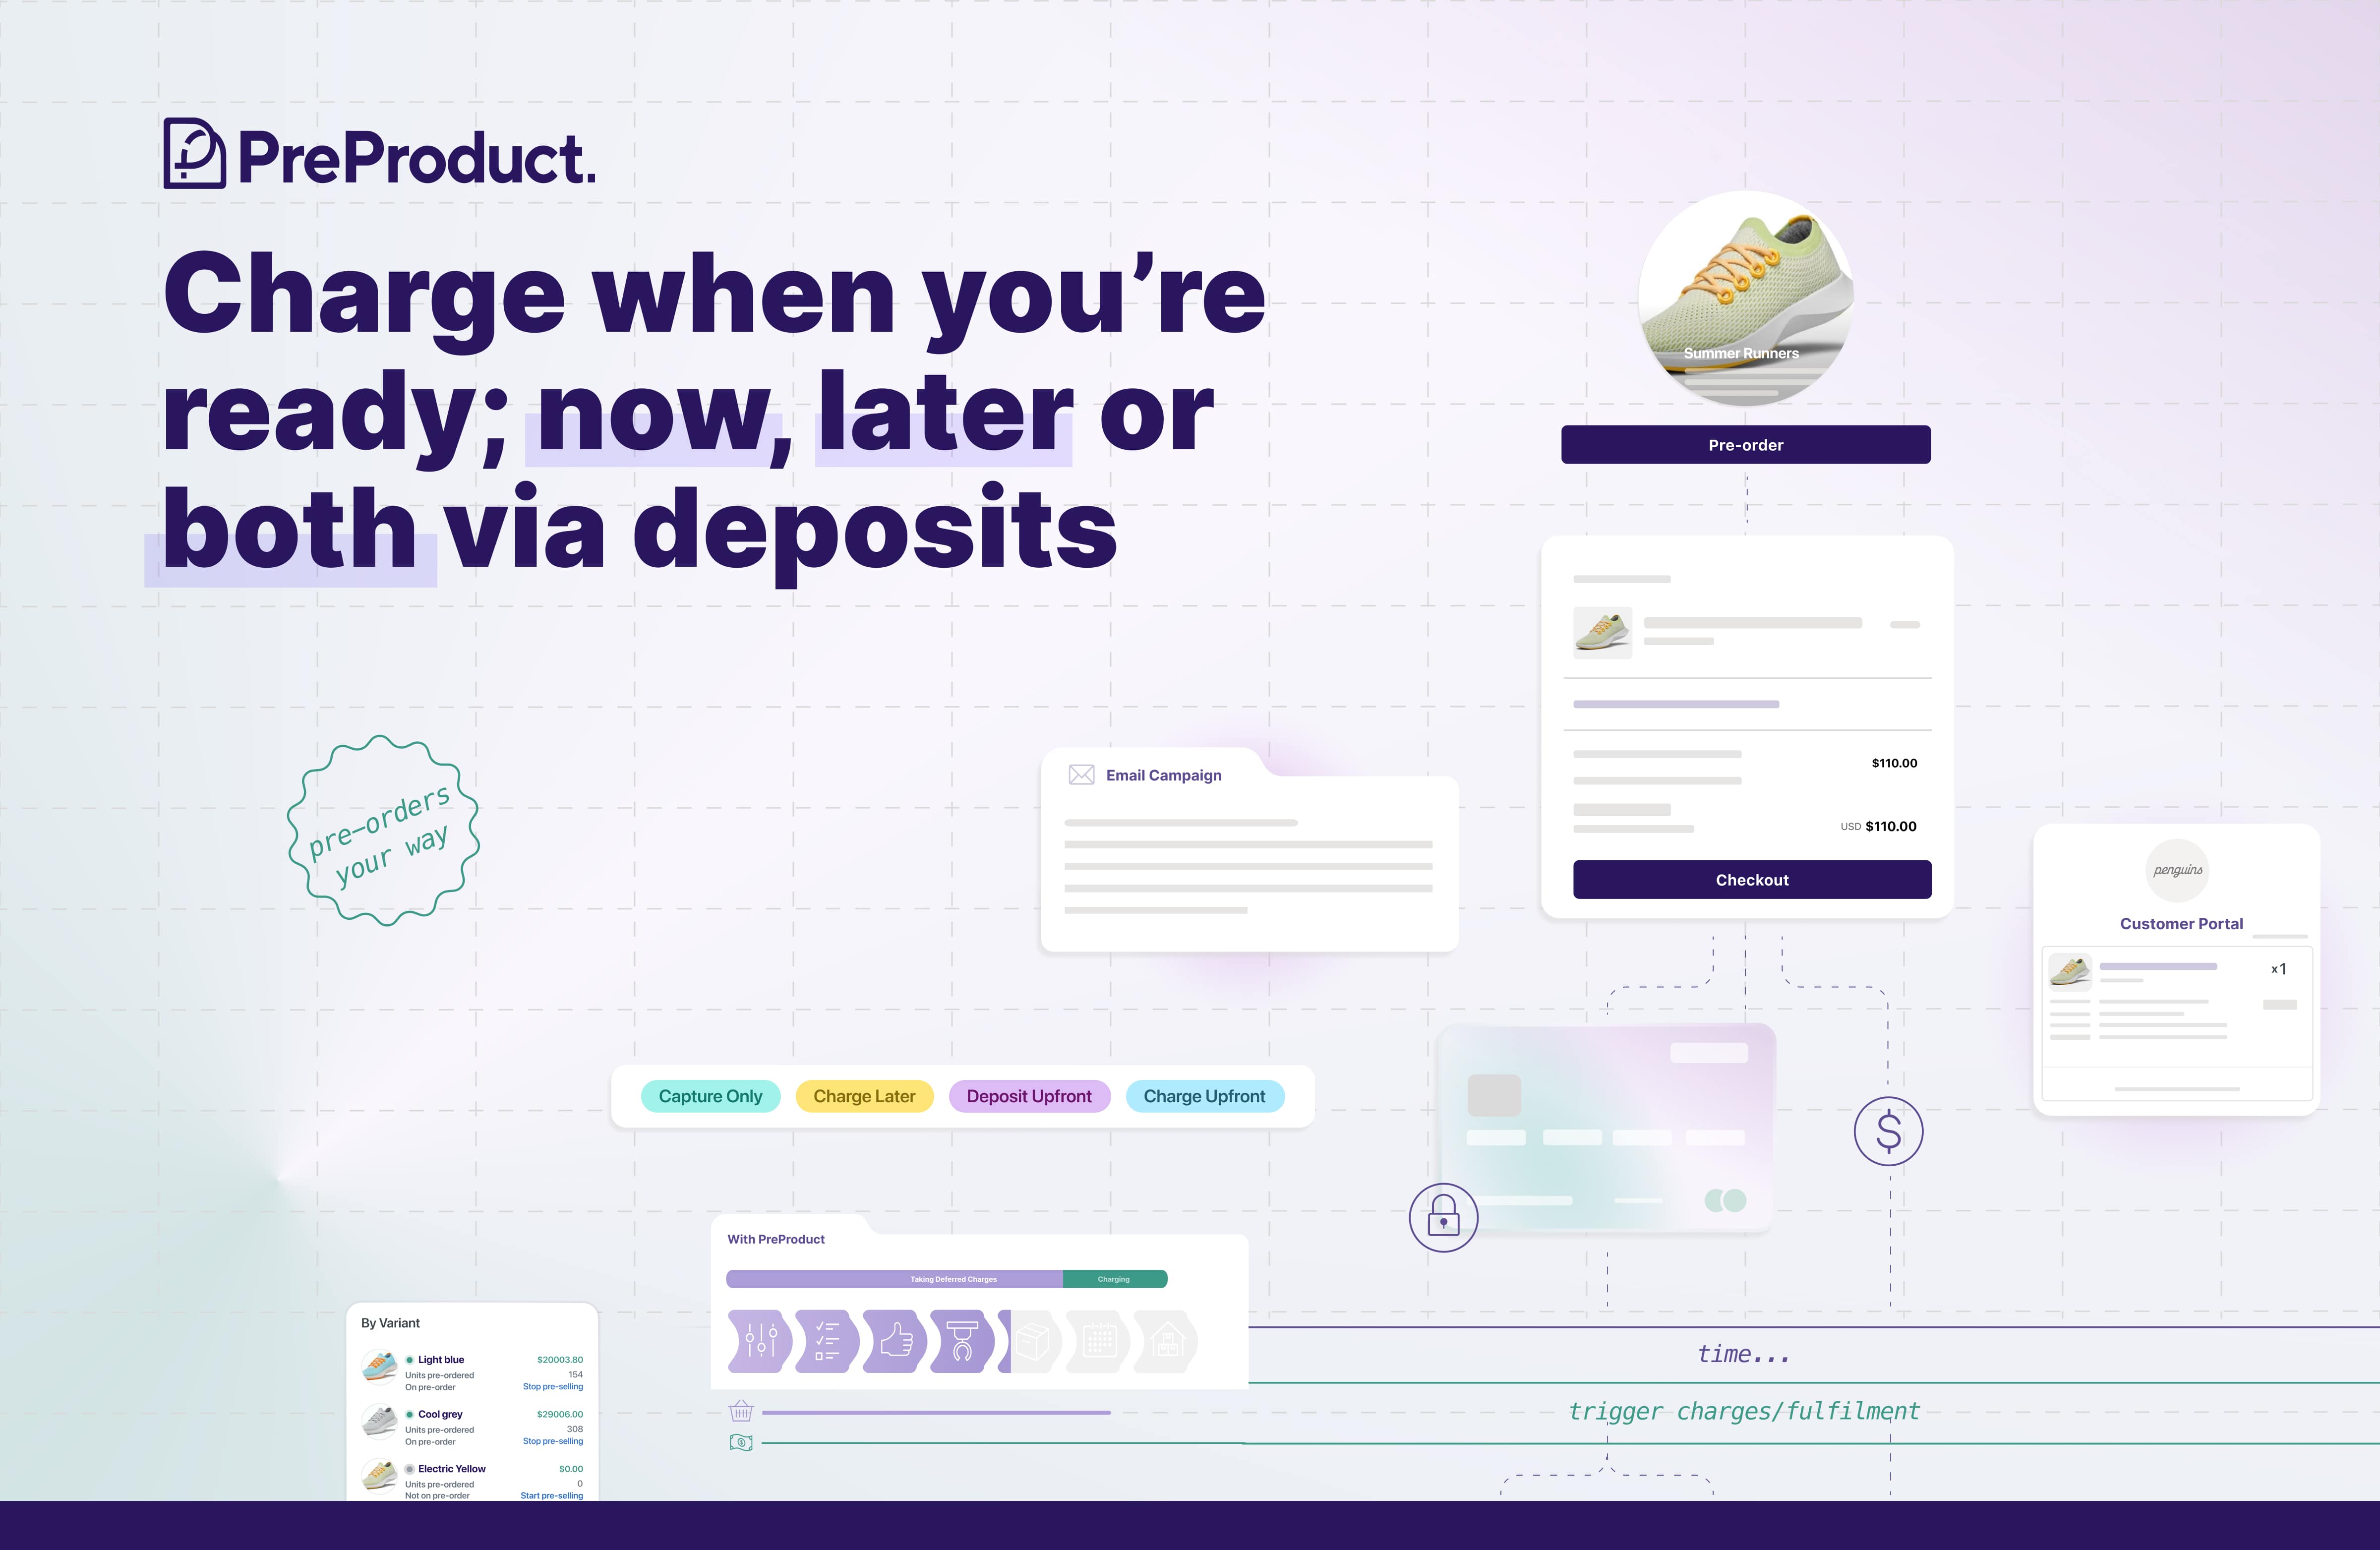 PreProduct.
Charge when you're
ready; now, later or
both via deposits
Summer Runners
Pre-order
$110.00
USD $110.00
Checkout
pre-orders
your way
Email Campaign
penguins
Customer Portal
x1
Capture Only
Charge Later
Deposit Upfront
Charge Upfront
With PreProduct
Taking Deferred Charges
Charging
By Variant
Light blue $20003.80
Units pre-ordered 154
On pre-order Stop pre-selling
Cool grey $29006.00
Units pre-ordered 308
On pre-order Stop pre-selling
Electric Yellow $0.00
Units pre-ordered 0
Not on pre-order Start pre-selling
time...
trigger charges/fulfilment